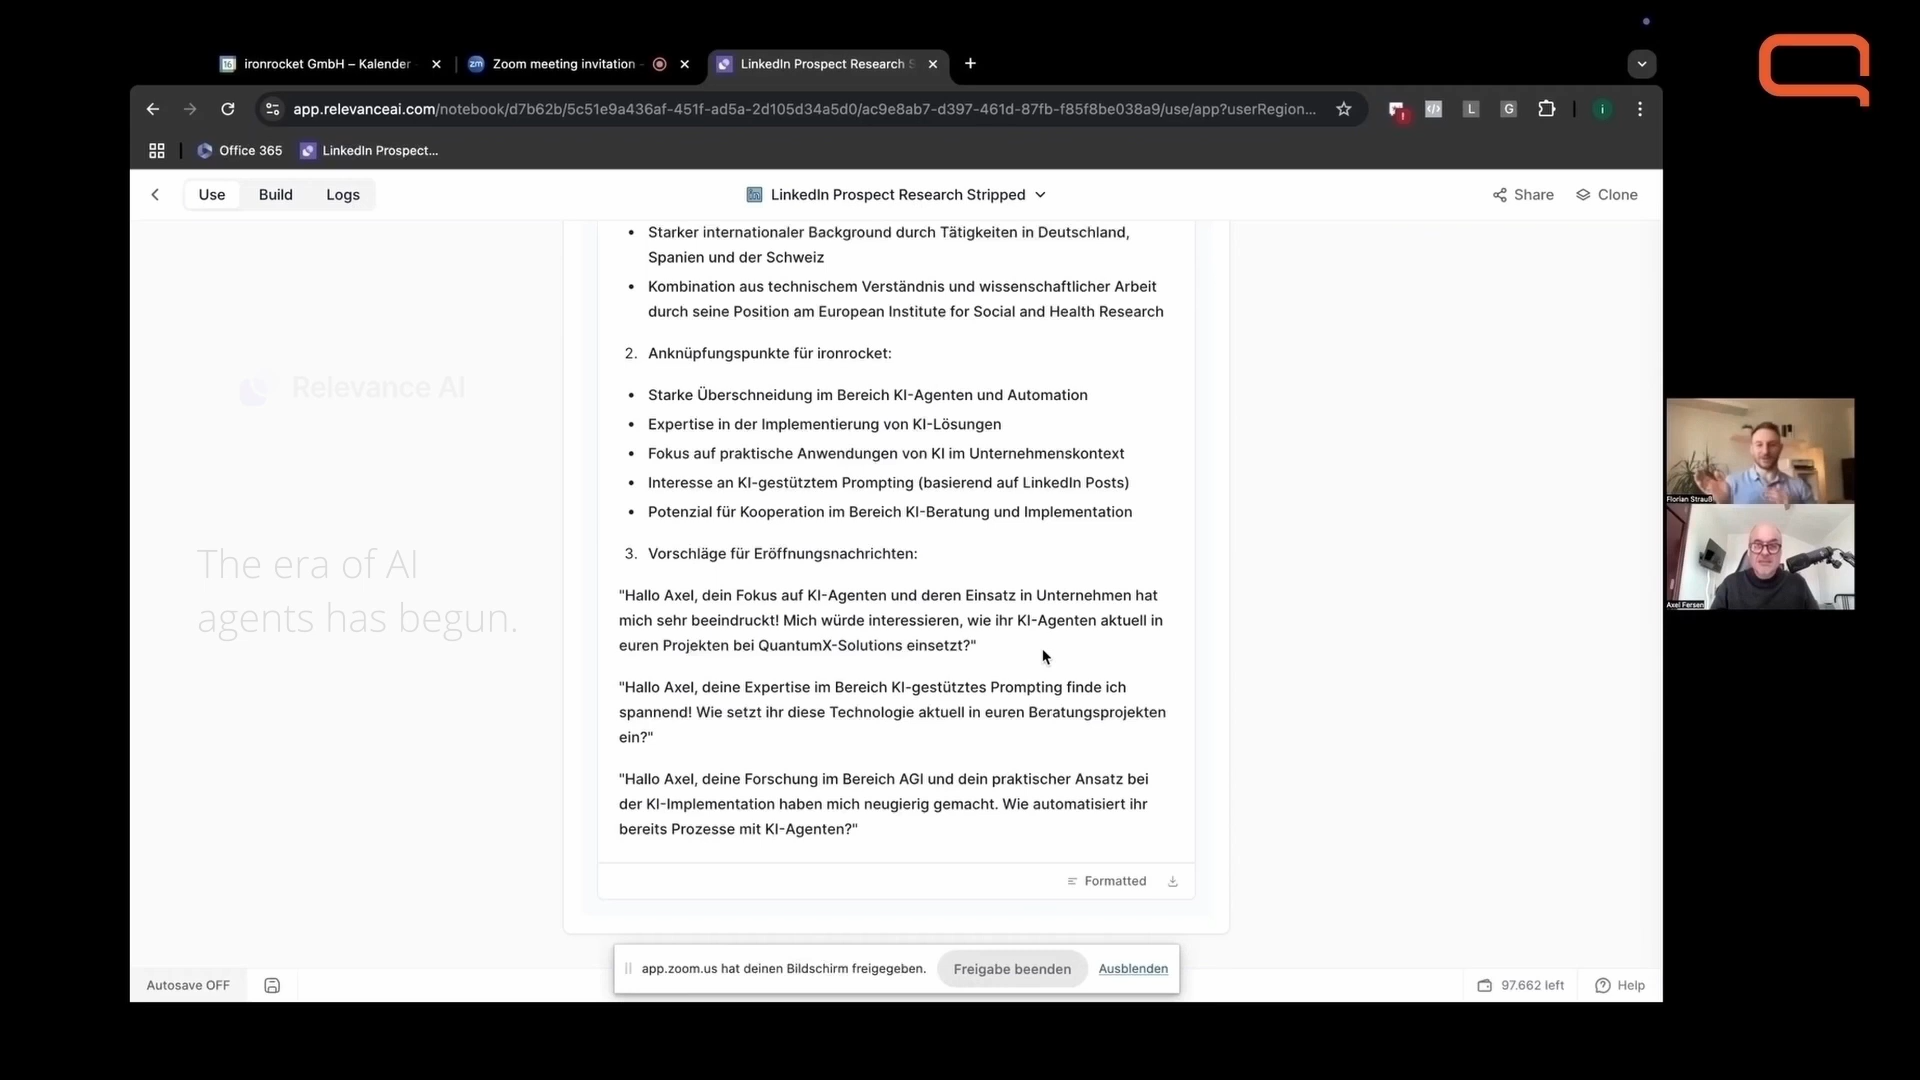 ironrocket GmbH – Kalender
Zoom meeting invitation -
LinkedIn Prospect Research S
app.relevanceai.com/notebook/d7b62b/5c51e9a436af-451f-ad5a-2d105d34a5d0/ac9e8ab7-d397-461d-87fb-f85f8be038a9/use/app?userRegion...
Office 365
LinkedIn Prospect...
Use
Build
Logs
LinkedIn Prospect Research Stripped
Share
Clone
• Starker internationaler Background durch Tätigkeiten in Deutschland,
Spanien und der Schweiz
• Kombination aus technischem Verständnis und wissenschaftlicher Arbeit
durch seine Position am European Institute for Social and Health Research
2. Anknüpfungspunkte für ironrocket:
• Starke Überschneidung im Bereich KI-Agenten und Automation
• Expertise in der Implementierung von KI-Lösungen
• Fokus auf praktische Anwendungen von KI im Unternehmenskontext
• Interesse an KI-gestütztem Prompting (basierend auf LinkedIn Posts)
• Potenzial für Kooperation im Bereich KI-Beratung und Implementation
3. Vorschläge für Eröffnungsnachrichten:
"Hallo Axel, dein Fokus auf KI-Agenten und deren Einsatz in Unternehmen hat
mich sehr beeindruckt! Mich würde interessieren, wie ihr KI-Agenten aktuell in
euren Projekten bei QuantumX-Solutions einsetzt?"
"Hallo Axel, deine Expertise im Bereich KI-gestütztes Prompting finde ich
spannend! Wie setzt ihr diese Technologie aktuell in euren Beratungsprojekten
ein?"
"Hallo Axel, deine Forschung im Bereich AGI und dein praktischer Ansatz bei
der KI-Implementation haben mich neugierig gemacht. Wie automatisiert ihr
bereits Prozesse mit KI-Agenten?"
Formatted
Relevance AI
The era of AI
agents has begun.
app.zoom.us hat deinen Bildschirm freigegeben.
Freigabe beenden
Ausblenden
Autosave OFF
97.662 left
Help
Florian Strauß
Axel Fersen